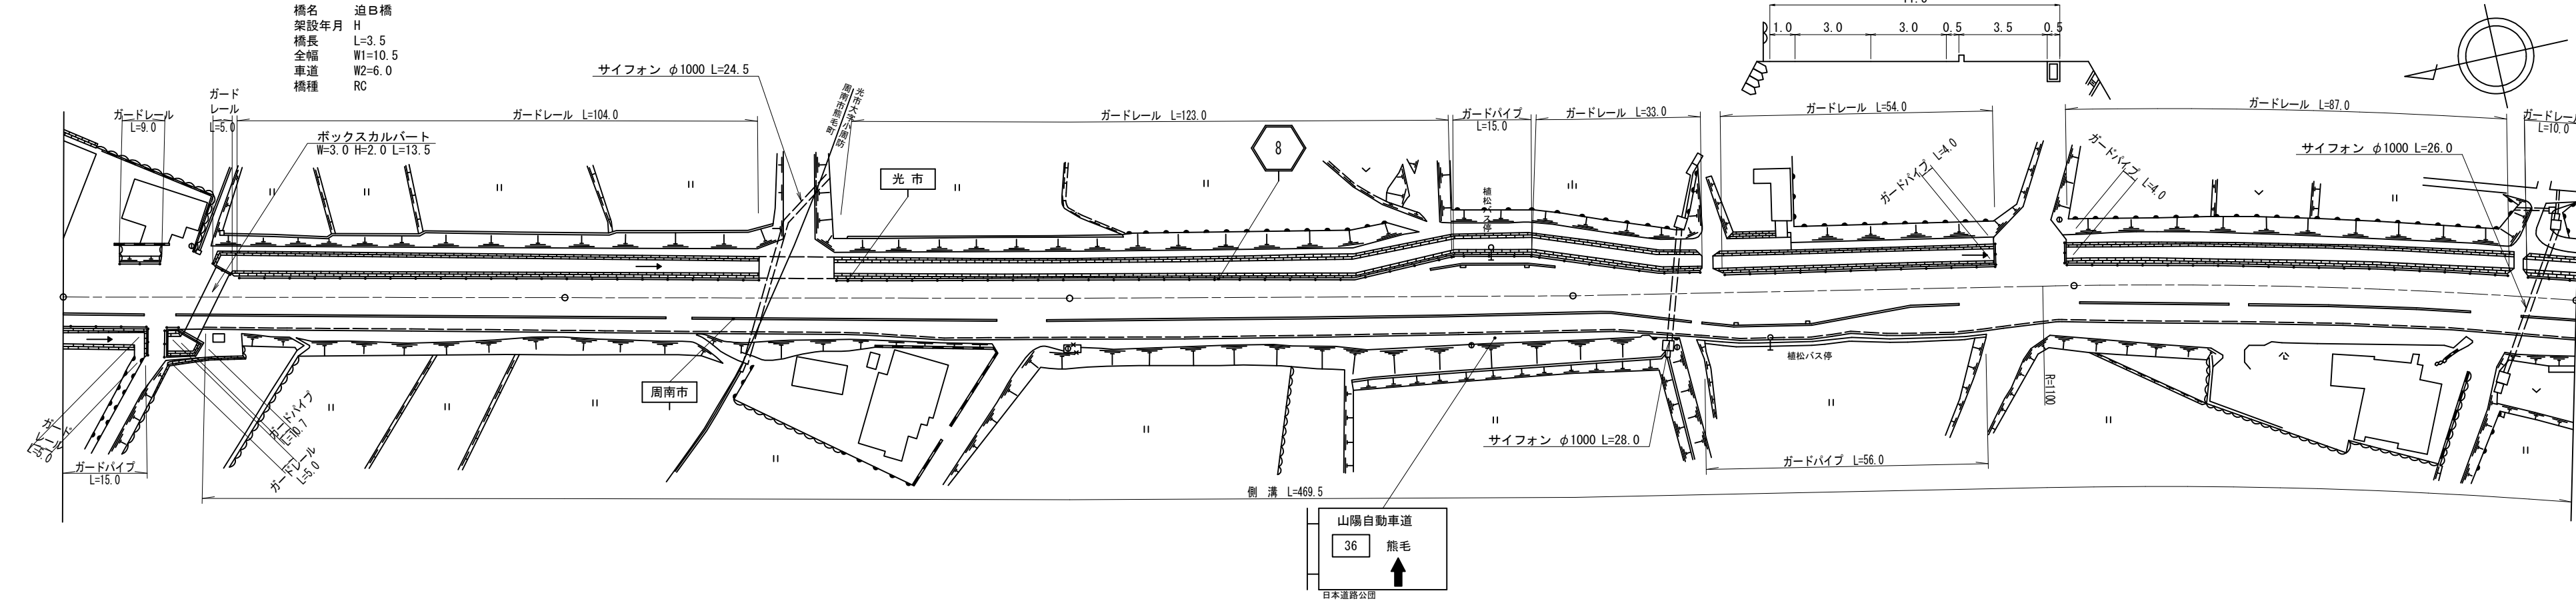 橋名 迫Ｂ橋
架設年月 H
橋長 L=3.5
全幅 W1=10.5
車道 W2=6.0
橋種 RC
1.0 3.0 3.0 0.5 3.5 0.5
サイフォン φ1000 L=24.5
周南市熊毛町
光市大字小周防
ガードレール
L=9.0
ガード
レール
L=5.0
ガードレール L=104.0
ボックスカルバート
W=3.0 H=2.0 L=13.5
ガードレール L=123.0
8
光 市
ガードパイプ
L=15.0
ガードレール L=33.0
植松バス停
ガードレール L=54.0
ガードパイプ L=4.0
ガードパイプ
L=4.0
ガードレール L=87.0
サイフォン φ1000 L=26.0
ガードレール
L=10.0
植松バス停
R=1100
周南市
ガード
レール
L=5.0
ガードパイプ
L=10.7
ガードレール
L=5.0
ガードパイプ
L=15.0
サイフォン φ1000 L=28.0
ガードパイプ L=56.0
側 溝 L=469.5
山陽自動車道
36 熊毛
日本道路公団